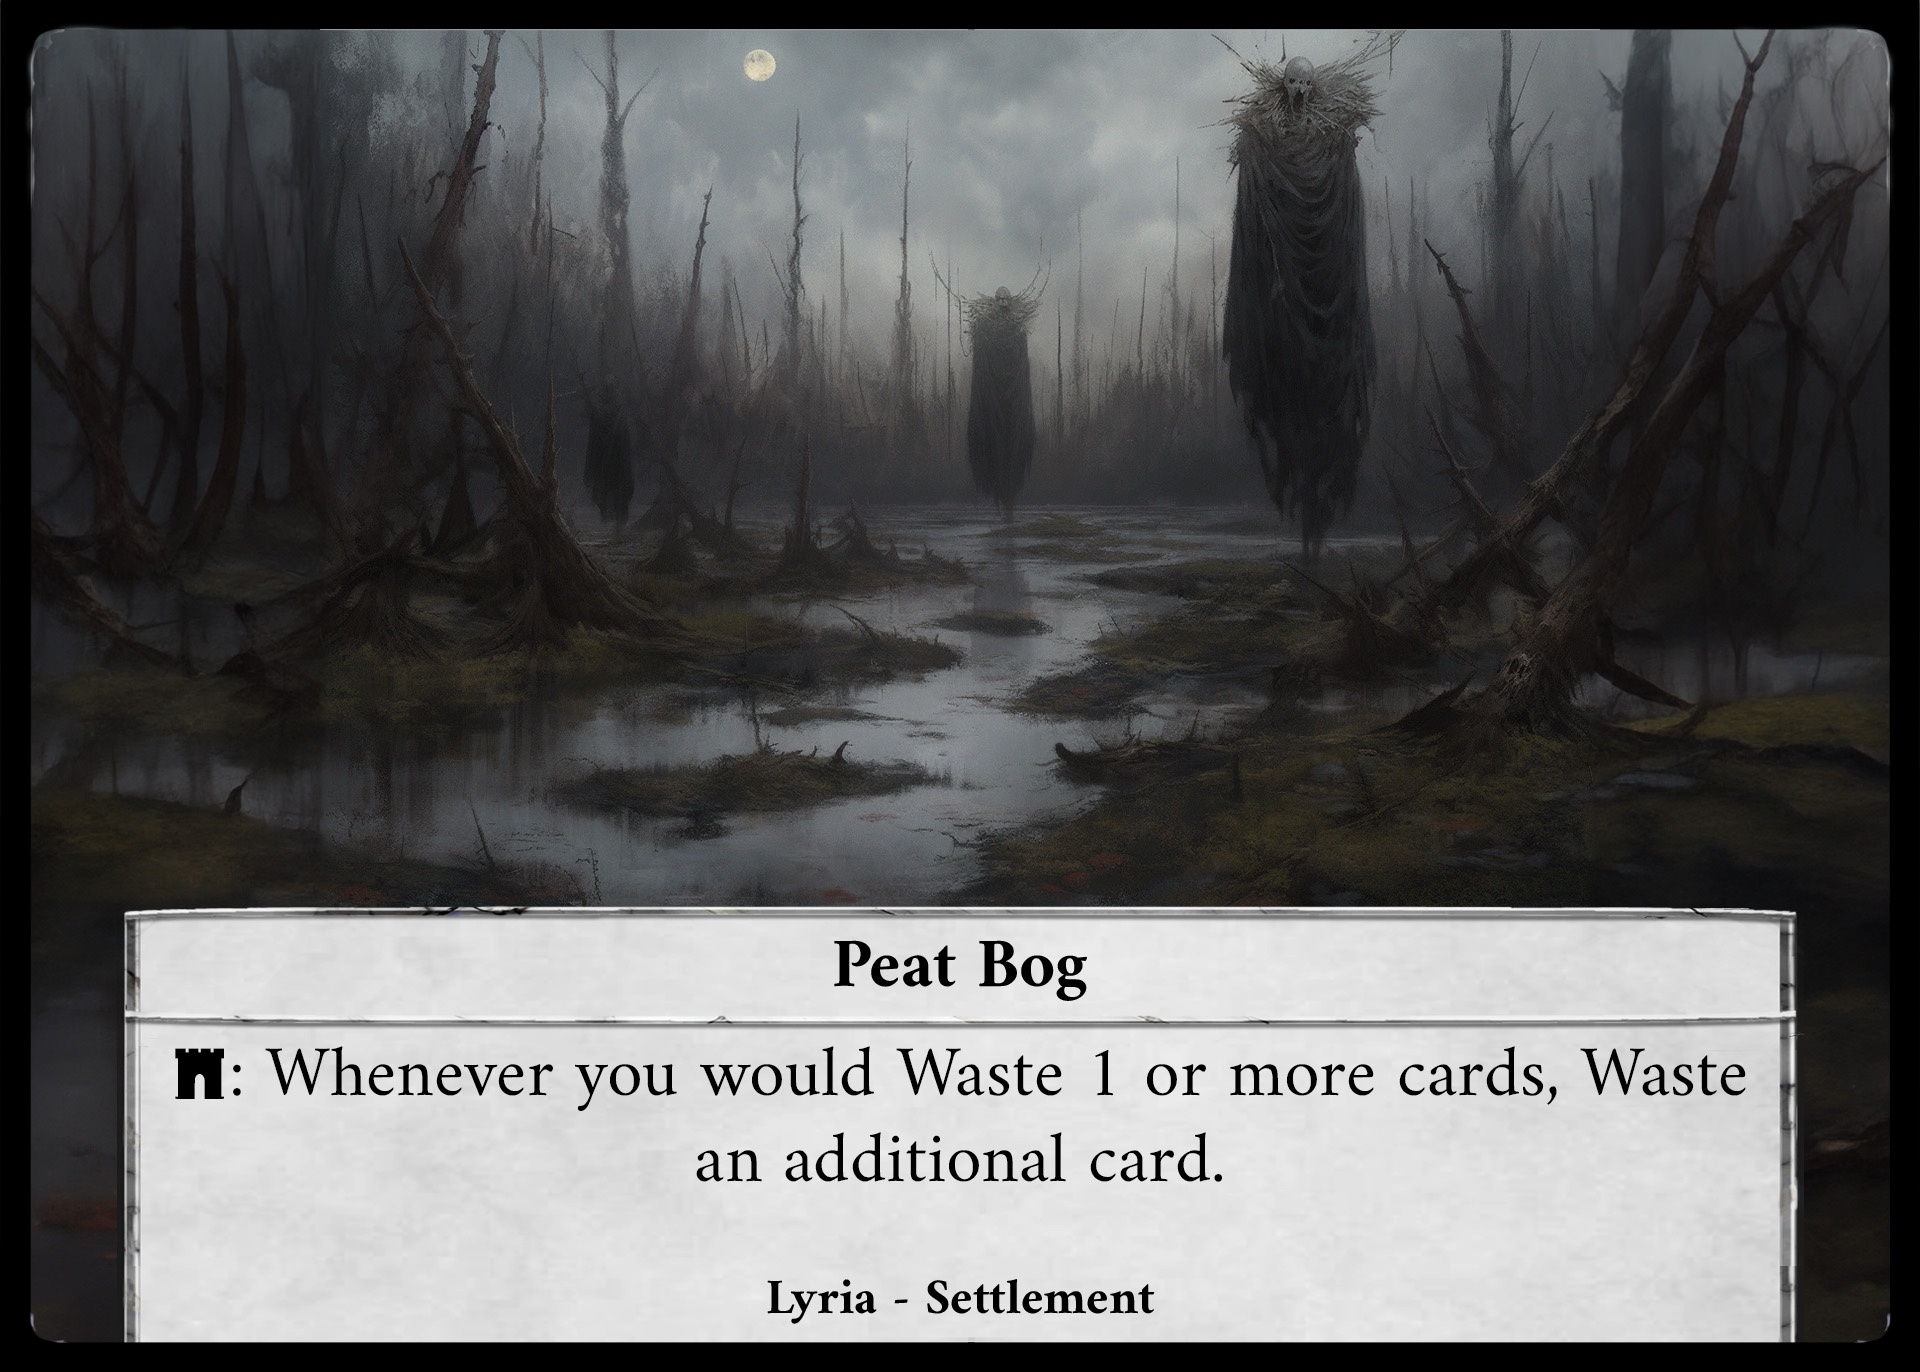 Peat Bog
: Whenever you would Waste 1 or more cards, Waste
an additional card.
Lyria - Settlement